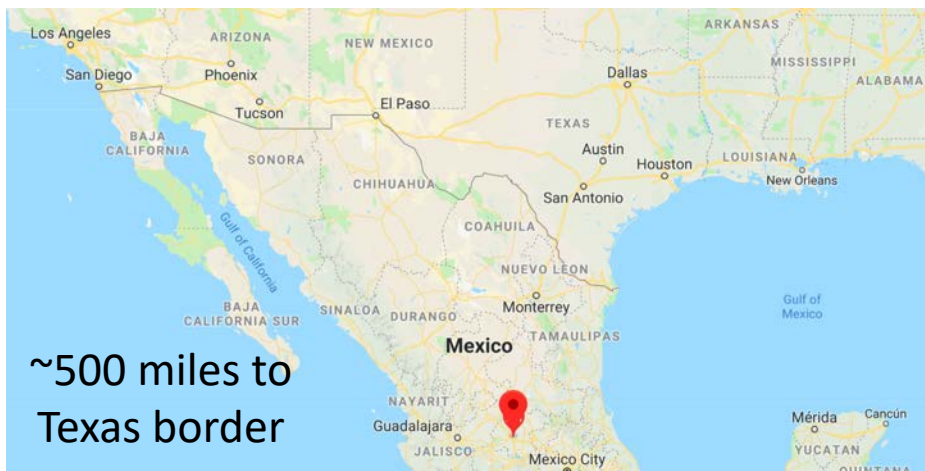 Los Angeles
ARIZONA
NEW MEXICO
ARKANSAS
MISSISSIPPI
ALABAMA
San Diego
Phoenix
Dallas
Tucson
El Paso
TEXAS
BAJA
CALIFORNIA
SONORA
Austin
Houston
LOUISIANA
New Orleans
CHIHUAHUA
San Antonio
Gulf of California
COAHUILA
NUEVO LEON
BAJA
CALIFORNIA SUR
SINALOA
DURANGO
Monterrey
Gulf of
Mexico
TAMAULIPAS
Mexico
~500 miles to
Texas border
NAYARIT
Guadalajara
JALISCO
Mexico City
Mérida
Cancún
YUCATAN
QUINTANA